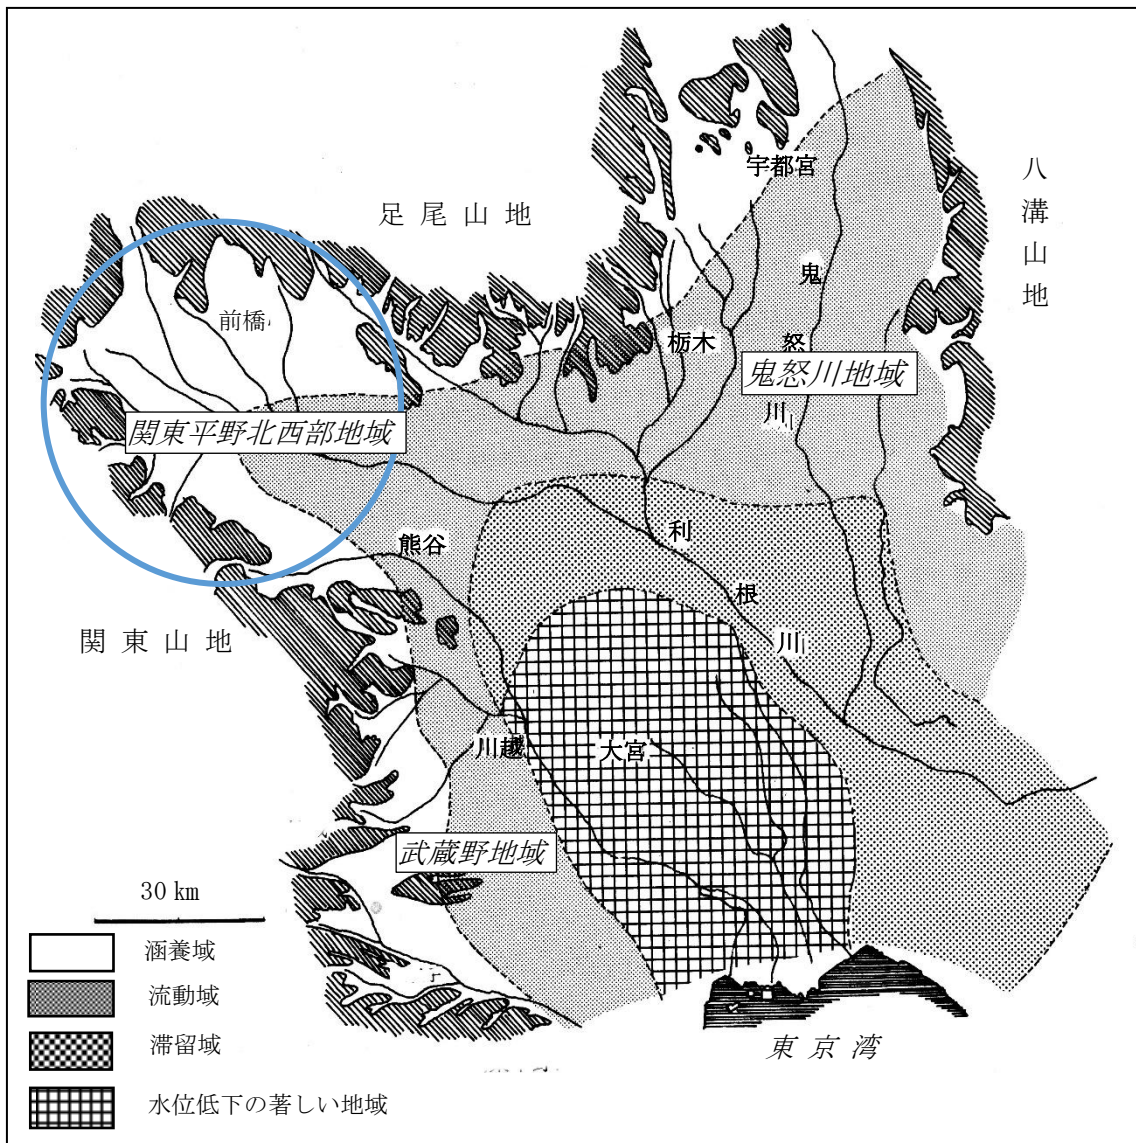 宇都宮
八溝山地
足尾山地
鬼怒川
前橋
栃木
鬼怒川地域
関東平野北西部地域
熊谷
利根川
関東山地
川越
大宮
武蔵野地域
30 km
涵養域
流動域
滞留域
水位低下の著しい地域
東京湾